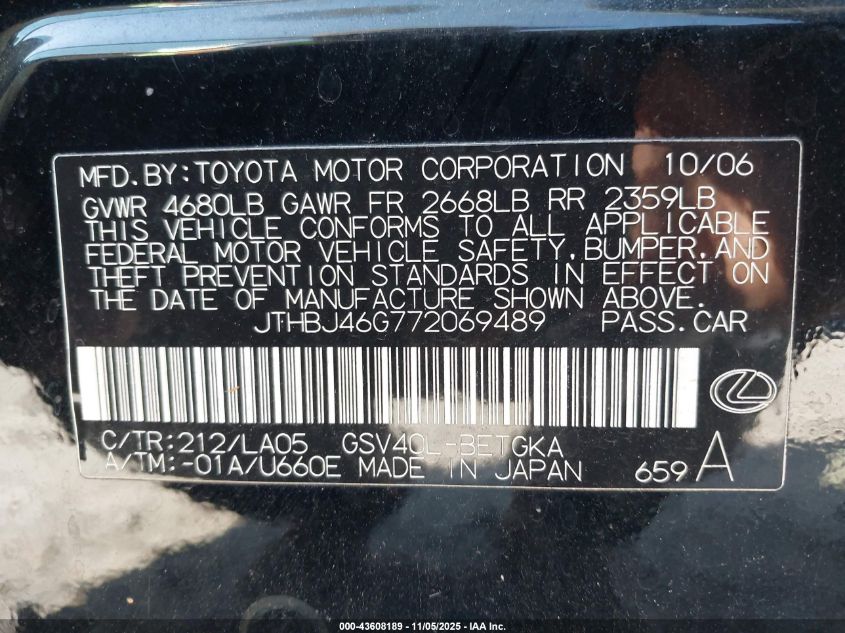 MFD.BY:TOYOTA MOTOR CORPORATION 10/06
GVWR 4680LB GAWR FR 2668LB RR 2359LB
THIS VEHICLE CONFORMS TO ALL APPLICABLE
FEDERAL MOTOR VEHICLE SAFETY,BUMPER,AND
THEFT PREVENTION STANDARDS IN EFFECT ON
THE DATE OF MANUFACTURE SHOWN ABOVE.
JTHBJ46G772069489 PASS.CAR
C/TR:212/LA05 GSV40L-BETGKA
A/TM:-01A/U660E MADE IN JAPAN 659 A
000-43608189 - 11/05/2025 - IAA Inc.